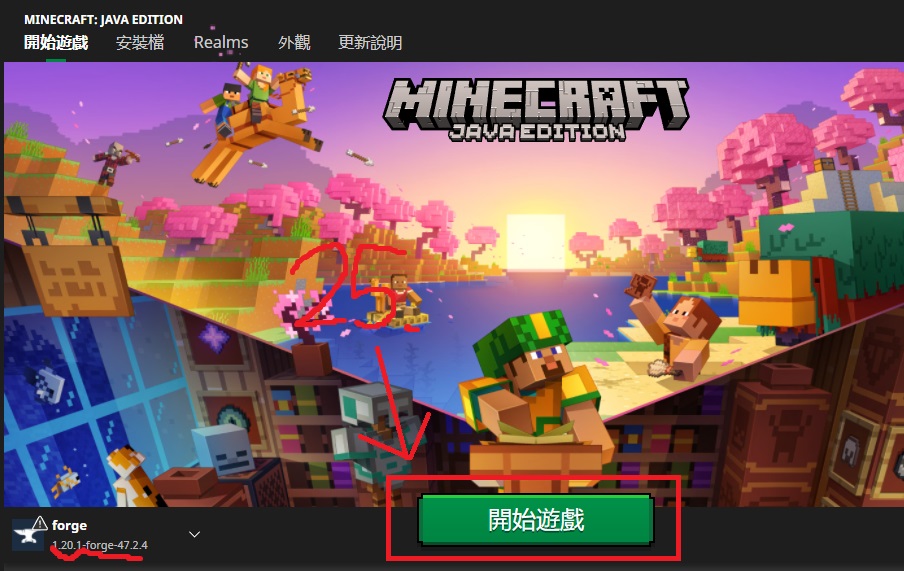 MINECRAFT: JAVA EDITION
開始遊戲 安裝檔 Realms 外觀 更新說明
MINECRAFT
JAVA EDITION
25
forge
1.20.1-forge-47.2.4
開始遊戲